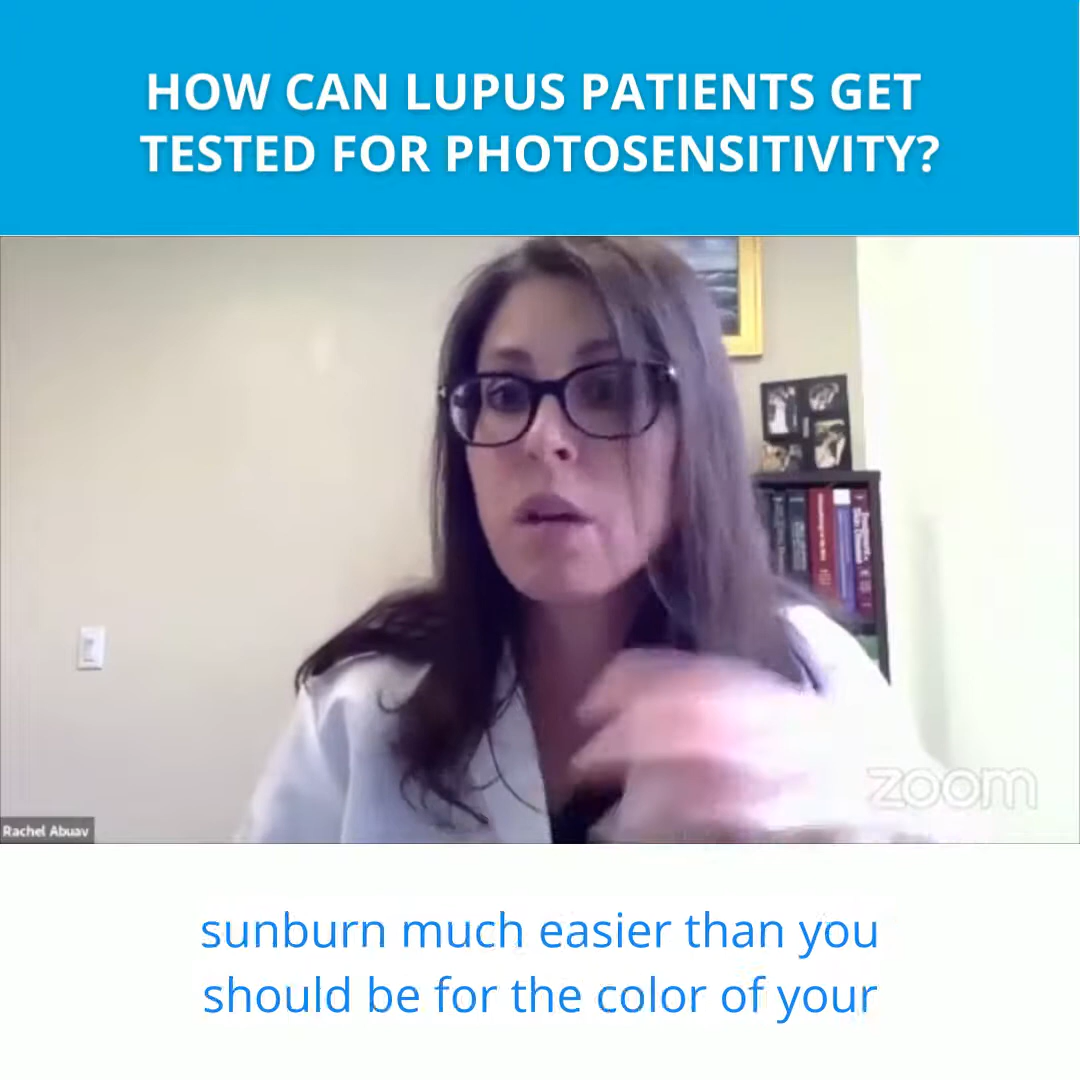 HOW CAN LUPUS PATIENTS GET
TESTED FOR PHOTOSENSITIVITY?
zoom
Rachel Abuav
sunburn much easier than you
should be for the color of your